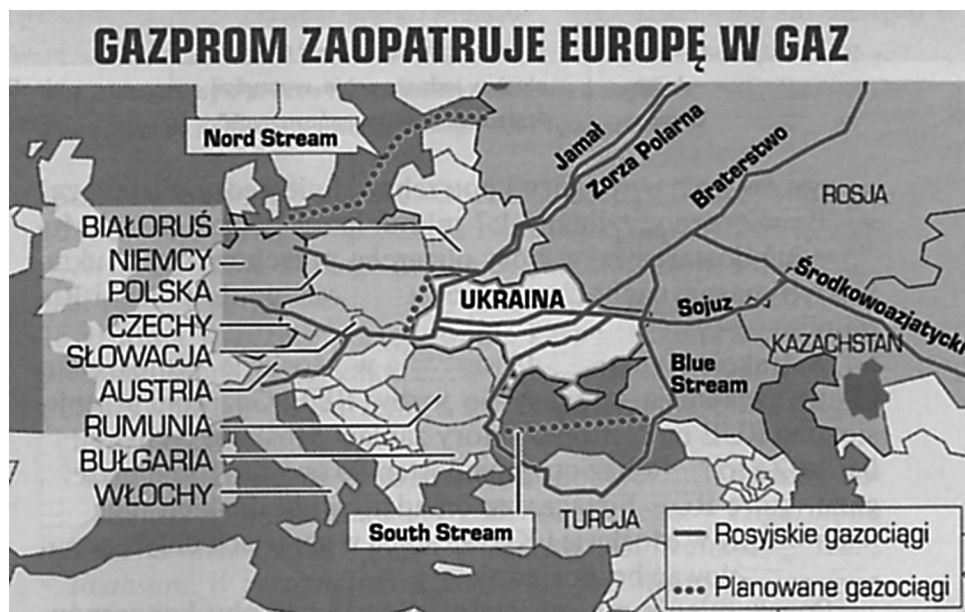 GAZPROM ZAOPATRUJE EUROPĘ W GAZ
Nord Stream
Jamał
Zorza Polarna
Braterstwo
ROSJA
BIAŁORUŚ
NIEMCY
POLSKA
CZECHY
SŁOWACJA
AUSTRIA
RUMUNIA
BUŁGARIA
WŁOCHY
UKRAINA
Sojuz
Środkowoazjatycki
KAZACHSTAN
Blue
Stream
South Stream
TURCJA
Rosyjskie gazociągi
Planowane gazociągi